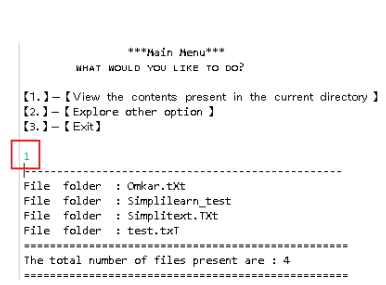 ***Main Menu***
WHAT WOULD YOU LIKE TO DO?
【1.】—【View the contents present in the current directory 】
【2.】—【Explore other option 】
【3.】—【Exit】
1
-------------------------------------------------
File folder : Omkar.tXt
File folder : Simplilearn_test
File folder : Simplitext.TXt
File folder : test.txT
==================================================
The total number of files present are : 4
==================================================